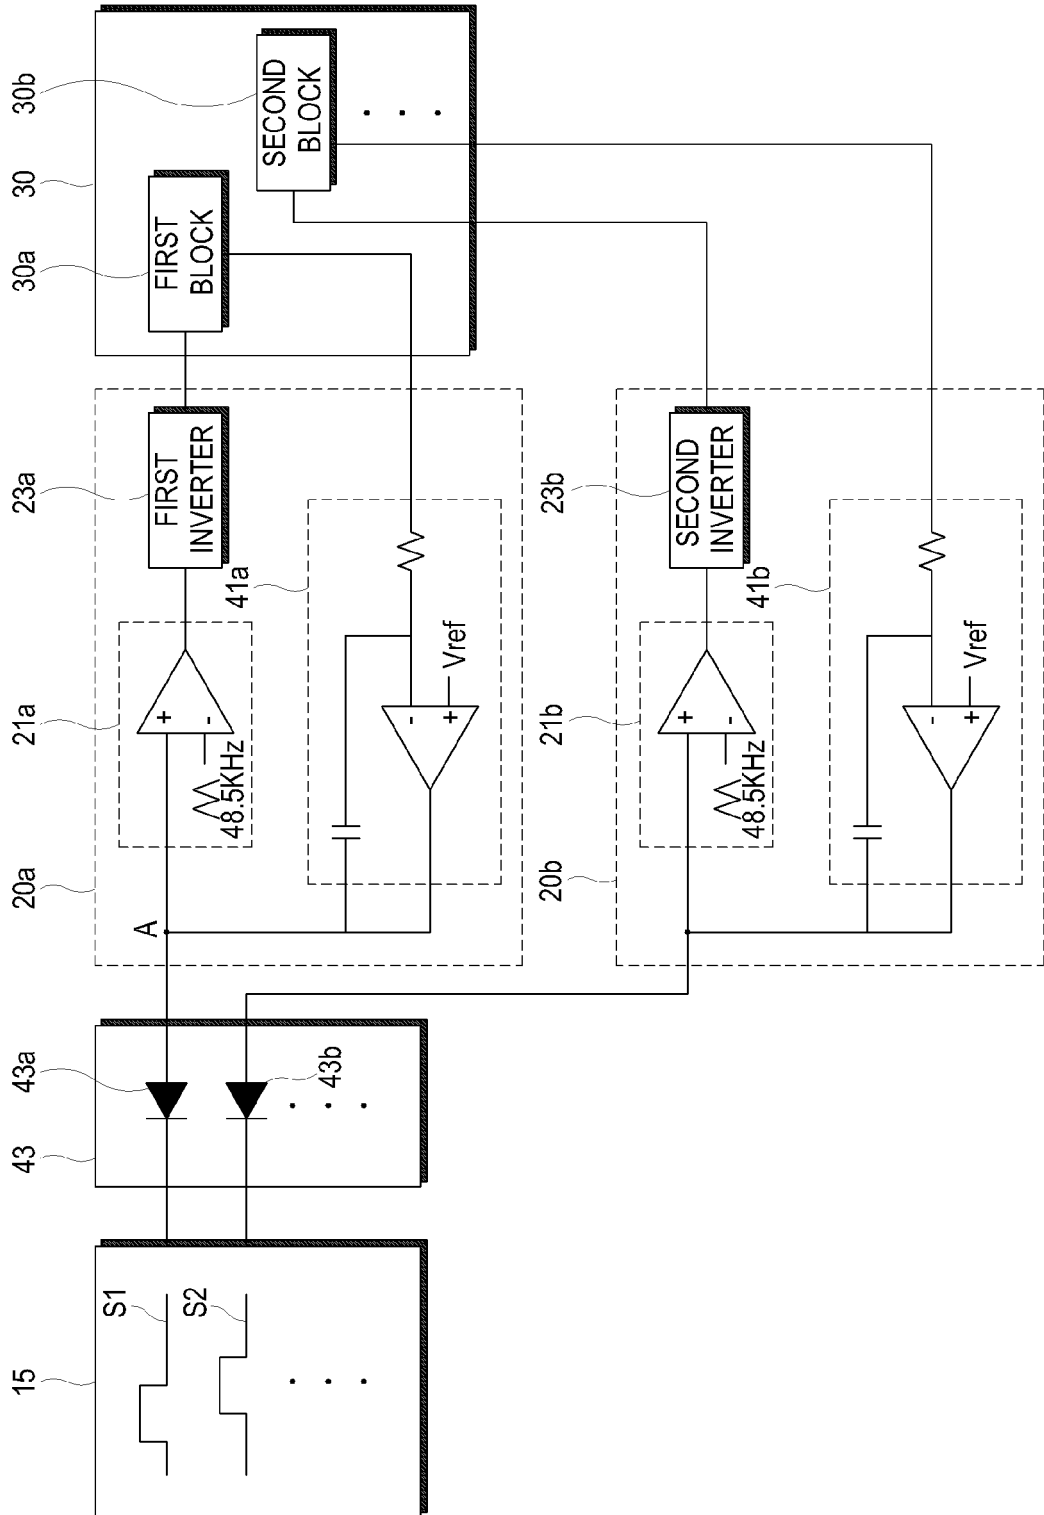 15
S1
S2
43
43a
43b
20a
A
21a
+
-
48.5KHz
23a
FIRST
INVERTER
41a
-
+
Vref
20b
21b
+
-
48.5KHz
23b
SECOND
INVERTER
41b
-
+
Vref
30a
30
30b
FIRST
BLOCK
SECOND
BLOCK